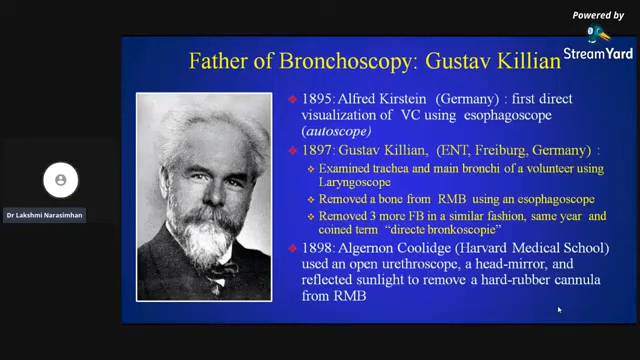 Powered by
StreamYard
Father of Bronchoscopy: Gustav Killian
❖ 1895: Alfred Kirstein (Germany) : first direct
visualization of VC using esophagoscope
(autoscope)
❖ 1897: Gustav Killian, (ENT, Freiburg, Germany) :
❖ Examined trachea and main bronchi of a volunteer using
Laryngoscope
❖ Removed a bone from RMB using an esophagoscope
❖ Removed 3 more FB in a similar fashion, same year and
coined term “directe bronkoscopie”
❖ 1898: Algernon Coolidge (Harvard Medical School)
used an open urethroscope, a head-mirror, and
reflected sunlight to remove a hard-rubber cannula
from RMB
Dr Lakshmi Narasimhan